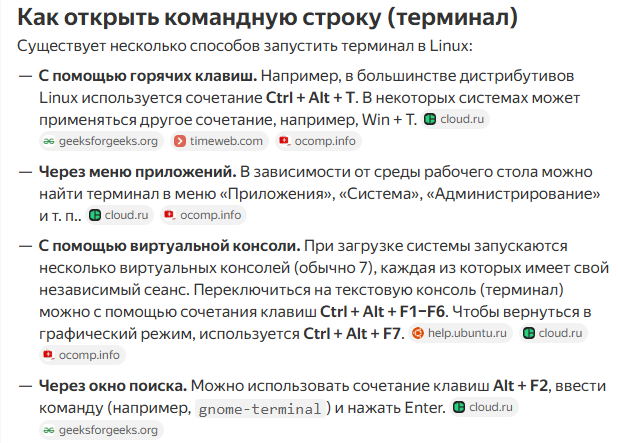 Как открыть командную строку (терминал)
Существует несколько способов запустить терминал в Linux:
— С помощью горячих клавиш. Например, в большинстве дистрибутивов
Linux используется сочетание Ctrl + Alt + T. В некоторых системах может
применяться другое сочетание, например, Win + T. cloud.ru
geeksforgeeks.org timeweb.com ocomp.info
— Через меню приложений. В зависимости от среды рабочего стола можно
найти терминал в меню «Приложения», «Система», «Администрирование»
и т. п.. cloud.ru ocomp.info
— С помощью виртуальной консоли. При загрузке системы запускаются
несколько виртуальных консолей (обычно 7), каждая из которых имеет свой
независимый сеанс. Переключиться на текстовую консоль (терминал)
можно с помощью сочетания клавиш Ctrl + Alt + F1–F6. Чтобы вернуться в
графический режим, используется Ctrl + Alt + F7. help.ubuntu.ru cloud.ru
ocomp.info
— Через окно поиска. Можно использовать сочетание клавиш Alt + F2, ввести
команду (например, gnome-terminal) и нажать Enter. cloud.ru
geeksforgeeks.org